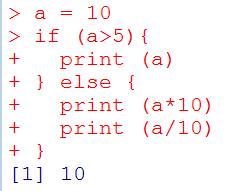 > a = 10
> if (a>5){
+   print (a)
+ } else {
+   print (a*10)
+   print (a/10)
+ }
[1] 10